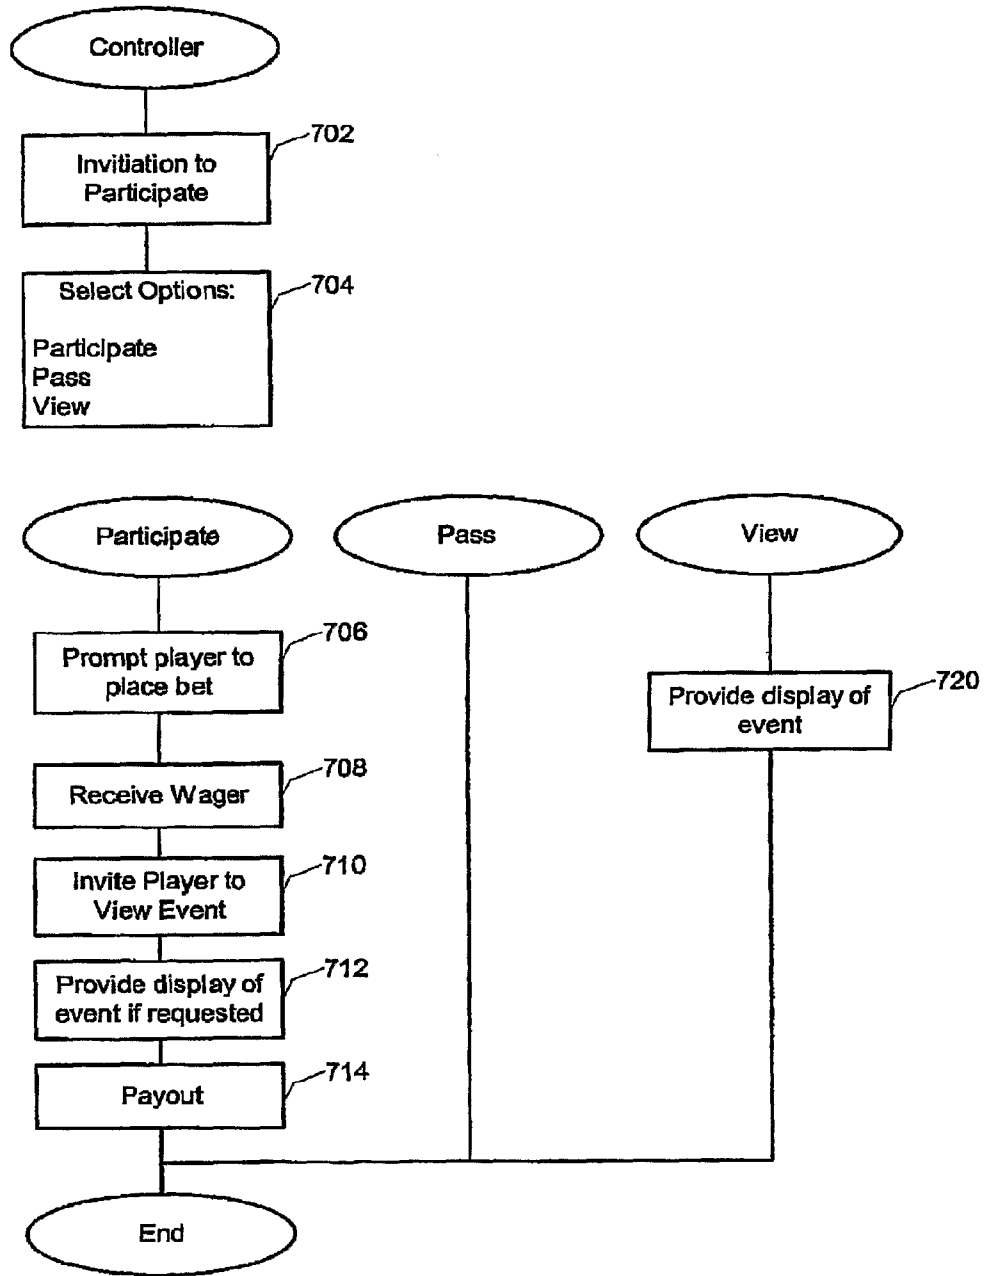 Controller
702
Invitiation to
Participate
704
Select Options:
Participate
Pass
View
Participate
Pass
View
706
Prompt player to
place bet
720
Provide display of
event
708
Receive Wager
710
Invite Player to
View Event
712
Provide display of
event if requested
714
Payout
End